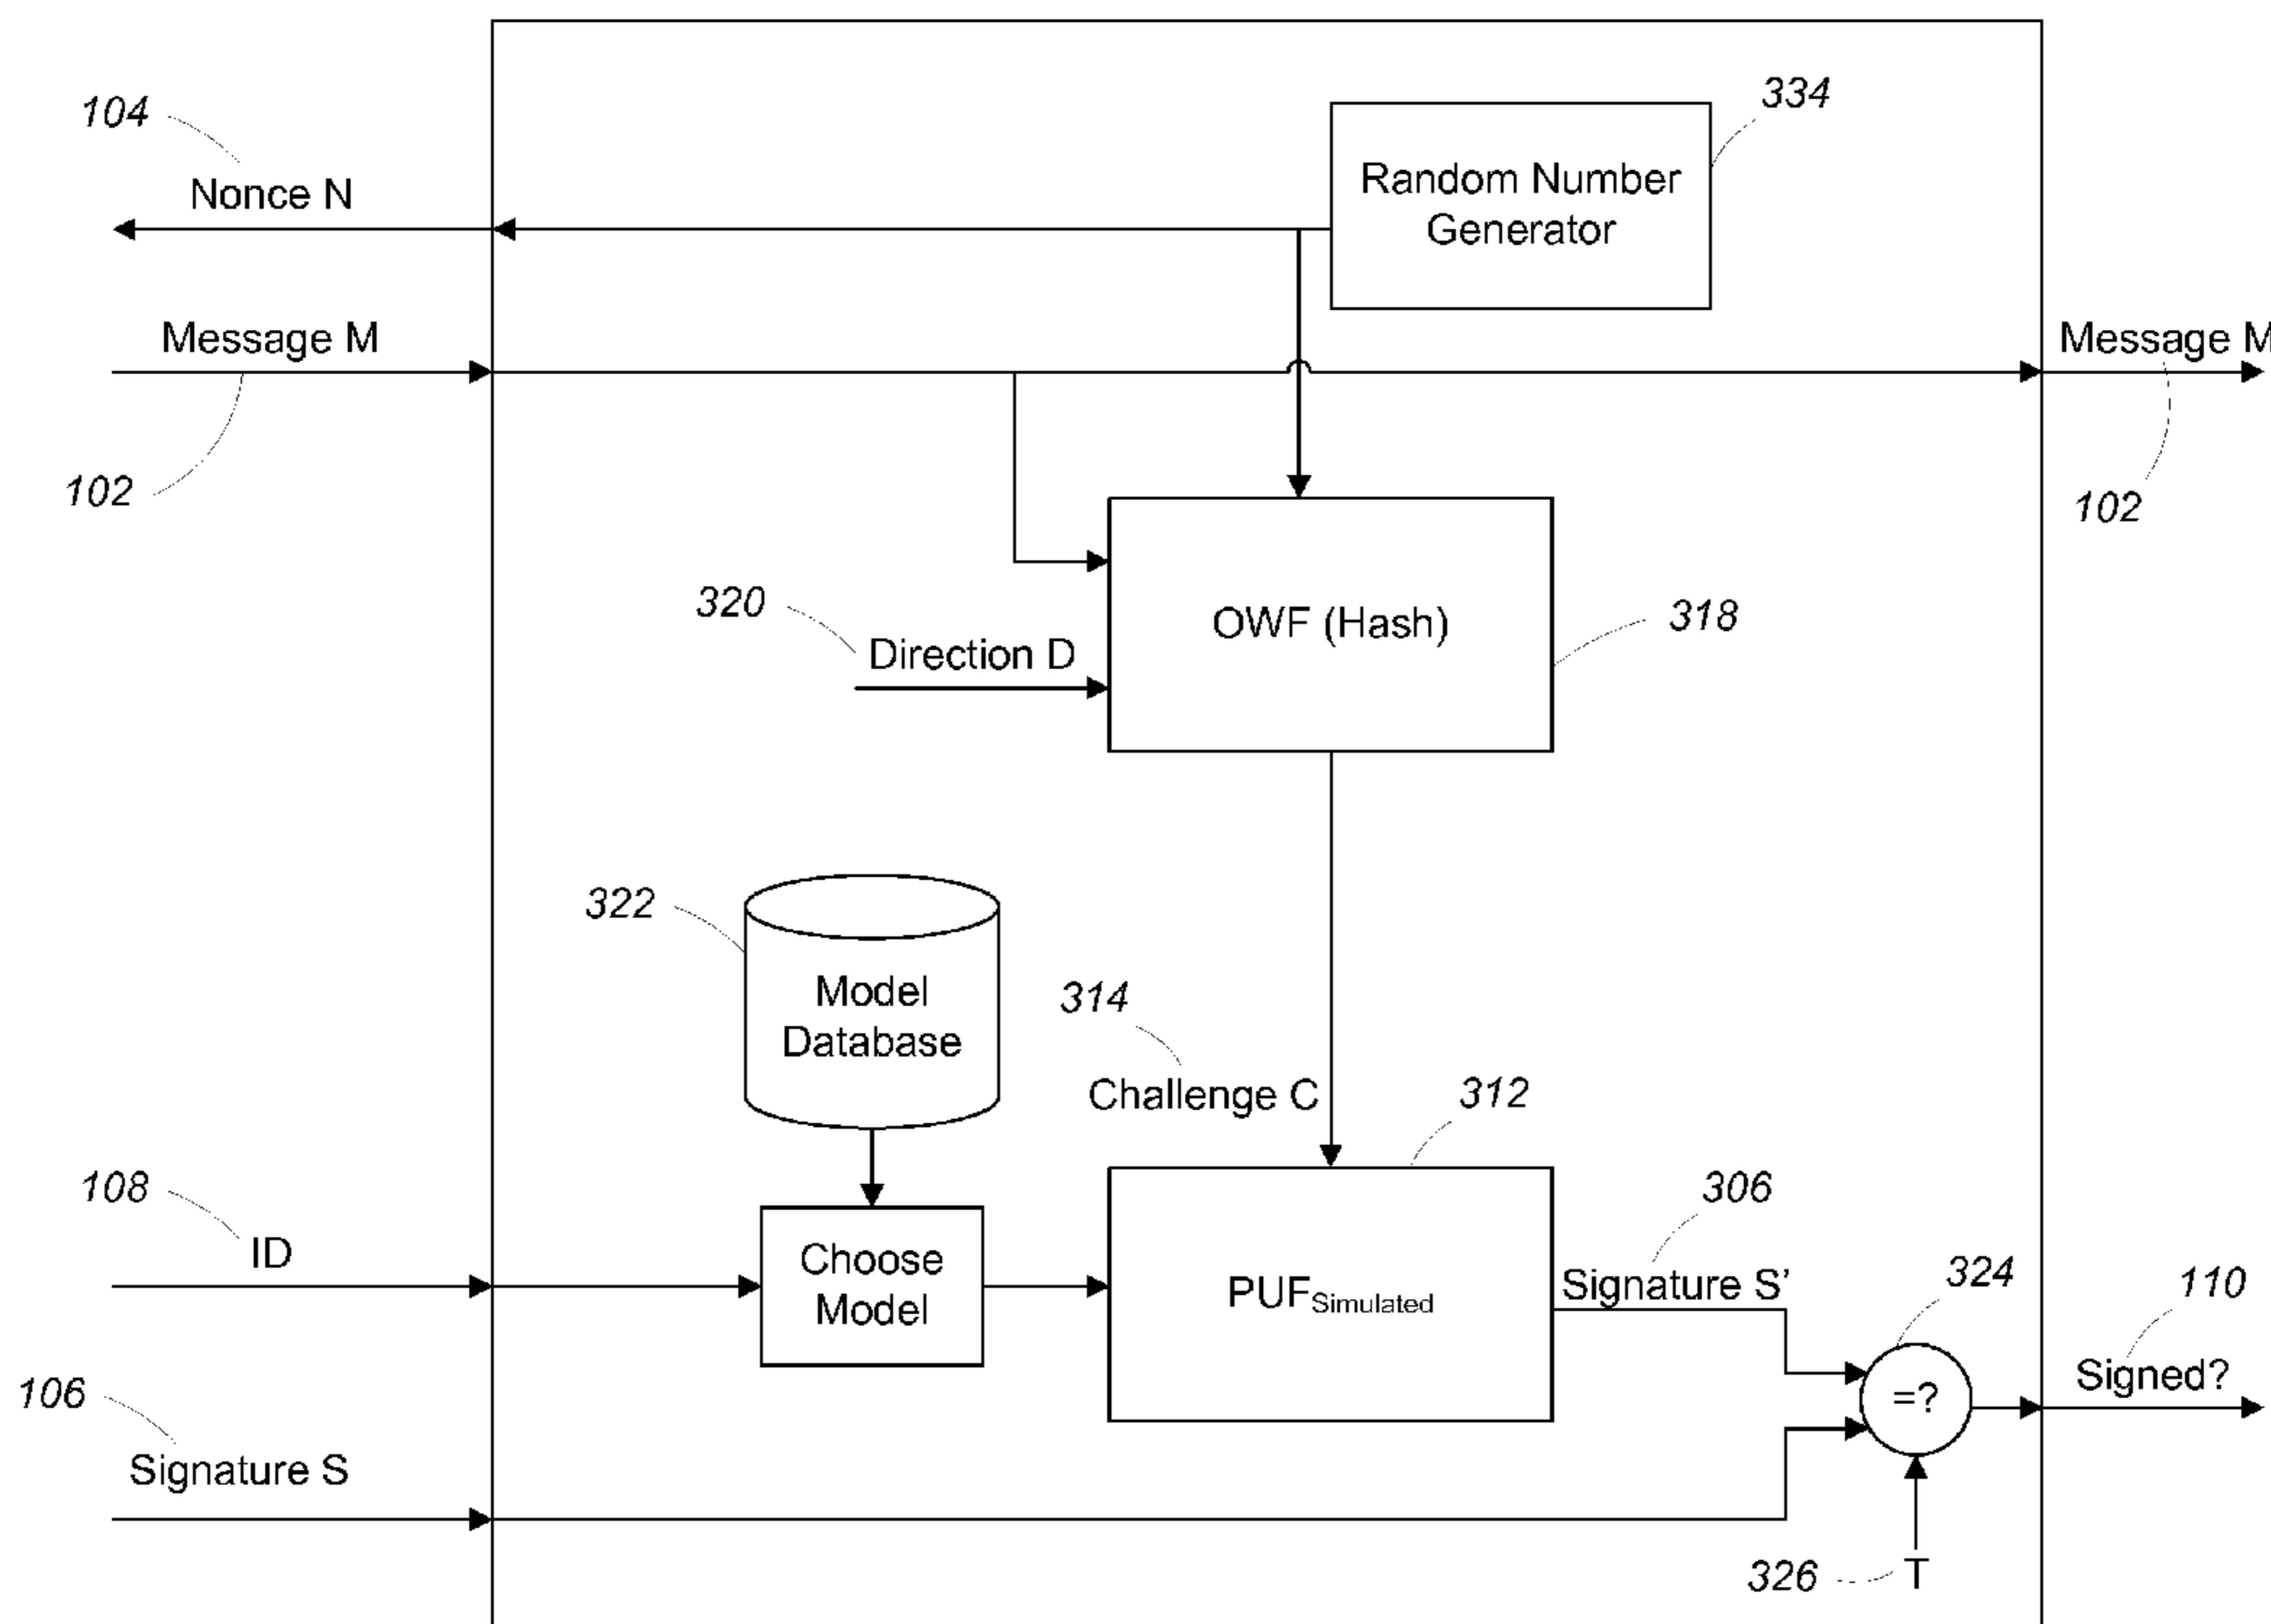 334
104
Random Number
Generator
Nonce N
Message M
Message M
102
102
320
OWF (Hash)
318
Direction D
322
Model
Database
314
Challenge C
312
108
ID
Choose
Model
PUFSimulated
306
Signature S’
324
110
Signed?
=?
106
Signature S
326
T